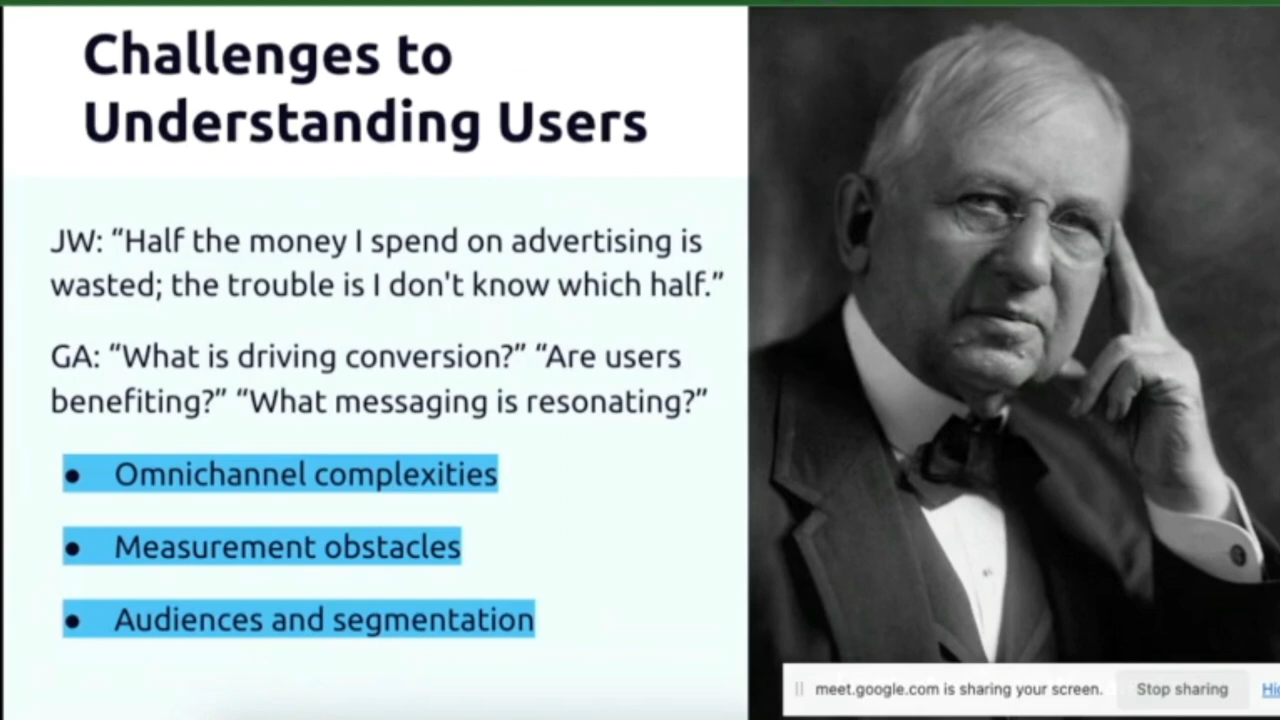 Challenges to
Understanding Users
JW: “Half the money I spend on advertising is
wasted; the trouble is I don't know which half.”
GA: “What is driving conversion?” “Are users
benefiting?” “What messaging is resonating?”
● Omnichannel complexities
● Measurement obstacles
● Audiences and segmentation
meet.google.com is sharing your screen. Stop sharing